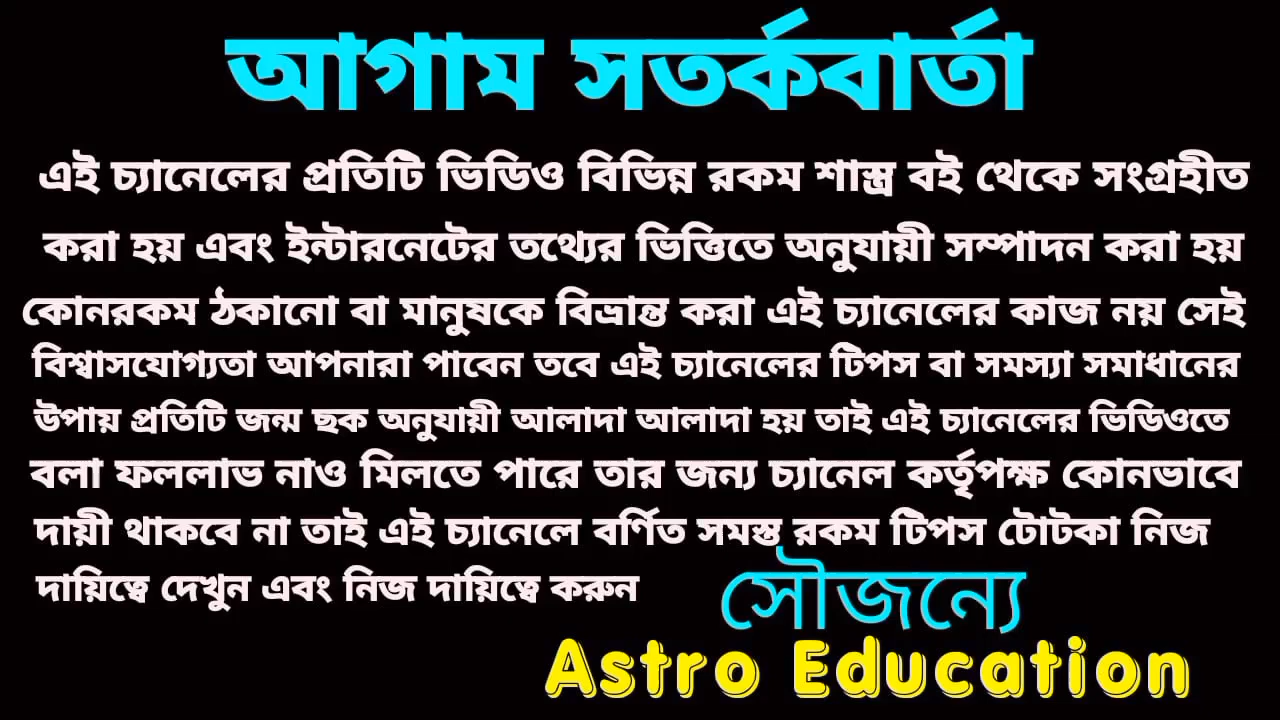 আগাম সতর্কবার্তা
এই চ্যানেলের প্রতিটি ভিডিও বিভিন্ন রকম শাস্ত্র বই থেকে সংগ্রহীত
করা হয় এবং ইন্টারনেটের তথ্যের ভিত্তিতে অনুযায়ী সম্পাদন করা হয়
কোনরকম ঠকানো বা মানুষকে বিভ্রান্ত করা এই চ্যানেলের কাজ নয় সেই
বিশ্বাসযোগ্যতা আপনারা পাবেন তবে এই চ্যানেলের টিপস বা সমস্যা সমাধানের
উপায় প্রতিটি জন্ম ছক অনুযায়ী আলাদা আলাদা হয় তাই এই চ্যানেলের ভিডিওতে
বলা ফললাভ নাও মিলতে পারে তার জন্য চ্যানেল কর্তৃপক্ষ কোনভাবে
দায়ী থাকবে না তাই এই চ্যানেলে বর্ণিত সমস্ত রকম টিপস টোটকা নিজ
দায়িত্বে দেখুন এবং নিজ দায়িত্বে করুন
সৌজন্যে
Astro Education